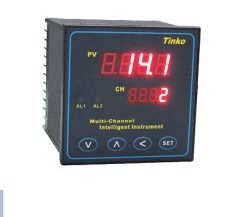 Tinko
PV 14.1
CH 2
AL1 AL2
Multi-Channel
Intelligent Instrument
V Λ < SET